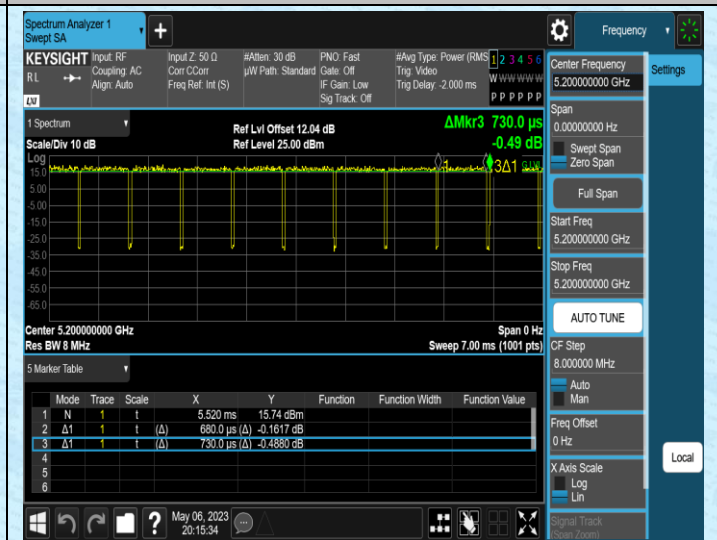 Spectrum Analyzer 1
Swept SA
+
Frequency
KEYSIGHT
RL
LXI
Input: RF
Coupling: AC
Align: Auto
Input Z: 50 Ω
Corr CCorr
Freq Ref: Int (S)
#Atten: 30 dB
µW Path: Standard
PNO: Fast
Gate: Off
IF Gain: Low
Sig Track: Off
#Avg Type: Power (RMS
Trig: Video
Trig Delay: -2.000 ms
1 2 3 4 5 6
W W W W W W
P P P P P P
1 Spectrum
Scale/Div 10 dB
Ref Lvl Offset 12.04 dB
Ref Level 25.00 dBm
ΔMkr3 730.0 µs
-0.49 dB
Log
15.0
5.00
-5.00
-15.0
-25.0
-35.0
-45.0
-55.0
-65.0
1
3Δ1
Center 5.200000000 GHz
Res BW 8 MHz
Span 0 Hz
Sweep 7.00 ms (1001 pts)
5 Marker Table
Mode Trace Scale X Y Function Function Width Function Value
1 N 1 t 5.520 ms 15.74 dBm
2 Δ1 1 t (Δ) 680.0 µs (Δ) -0.1617 dB
3 Δ1 1 t (Δ) 730.0 µs (Δ) -0.4880 dB
4
5
6
Center Frequency
5.200000000 GHz
Settings
Span
0.00000000 Hz
Swept Span
Zero Span
Full Span
Start Freq
5.200000000 GHz
Stop Freq
5.200000000 GHz
AUTO TUNE
CF Step
8.000000 MHz
Auto
Man
Freq Offset
0 Hz
Local
X Axis Scale
Log
Lin
Signal Track
(Span Zoom)
?
May 06, 2023
20:15:34